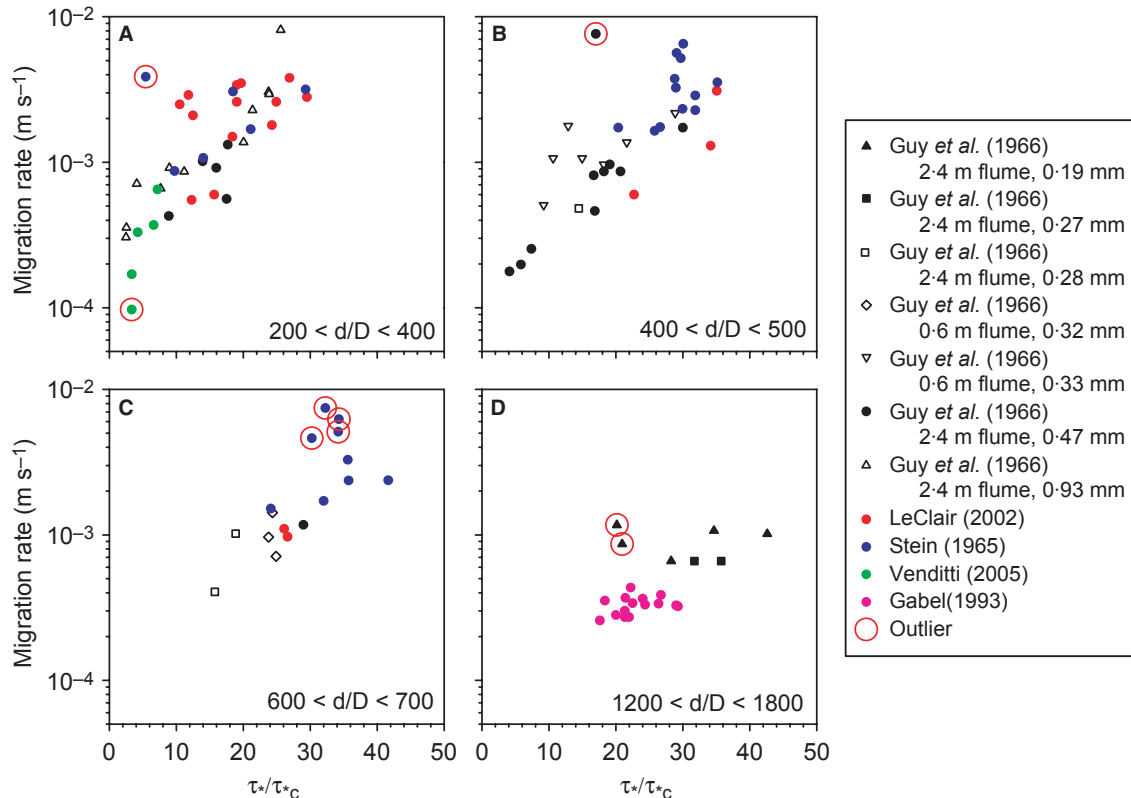 A
B
10⁻²
10⁻³
10⁻⁴
Migration rate (m s⁻¹)
200 < d/D < 400
400 < d/D < 500
C
D
10⁻²
10⁻³
10⁻⁴
Migration rate (m s⁻¹)
600 < d/D < 700
1200 < d/D < 1800
0 10 20 30 40 50
0 10 20 30 40 50
τ*/τ*c
τ*/τ*c
Guy et al. (1966)
2·4 m flume, 0·19 mm
Guy et al. (1966)
2·4 m flume, 0·27 mm
Guy et al. (1966)
2·4 m flume, 0·28 mm
Guy et al. (1966)
0·6 m flume, 0·32 mm
Guy et al. (1966)
0·6 m flume, 0·33 mm
Guy et al. (1966)
2·4 m flume, 0·47 mm
Guy et al. (1966)
2·4 m flume, 0·93 mm
LeClair (2002)
Stein (1965)
Venditti (2005)
Gabel(1993)
Outlier